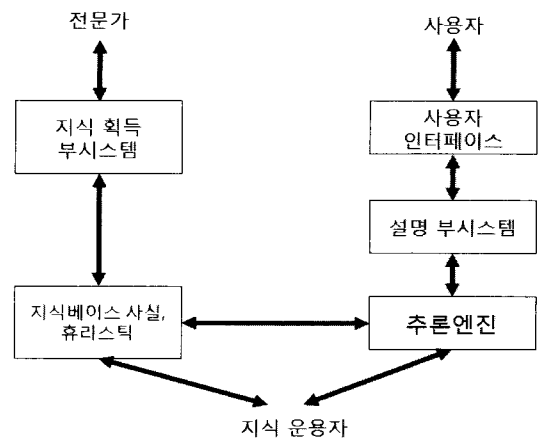 전문가
사용자
지식 획득
부시스템
사용자
인터페이스
설명 부시스템
지식베이스 사실,
휴리스틱
추론엔진
지식 운용자